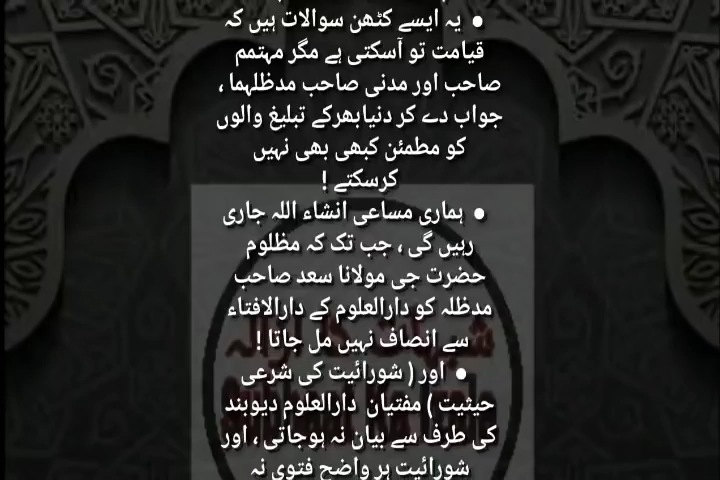 ● یہ ایسے کٹھن سوالات ہیں کہ
قیامت تو آسکتی ہے مگر مہتمم
صاحب اور مدنی صاحب مدظلہما ،
جواب دے کر دنیابھرکے تبلیغ والوں
کو مطمئن کبھی بھی نہیں
کرسکتے !
● ہماری مساعی انشاء اللہ جاری
رہیں گی ، جب تک کہ مظلوم
حضرت جی مولانا سعد صاحب
مدظلہ کو دارالعلوم کے دارالافتاء
سے انصاف نہیں مل جاتا !
● اور ( شورائیت کی شرعی
حیثیت ) مفتیان دارالعلوم دیوبند
کی طرف سے بیان نہ ہوجاتی ، اور
شورائیت پر واضح فتوی نہ